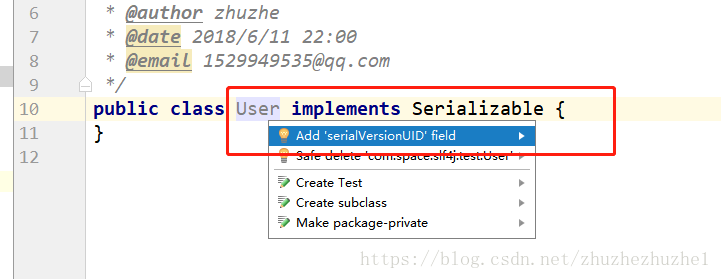 6 * @author zhuzhe
7 * @date 2018/6/11 22:00
8 * @email 1529949535@qq.com
9 */
10 public class User implements Serializable {
11 }
12
Add 'serialVersionUID' field
Safe delete 'com.space.slf4j.test.User'
Create Test
Create subclass
Make package-private
https://blog.csdn.net/zhuzhezhuzhe1